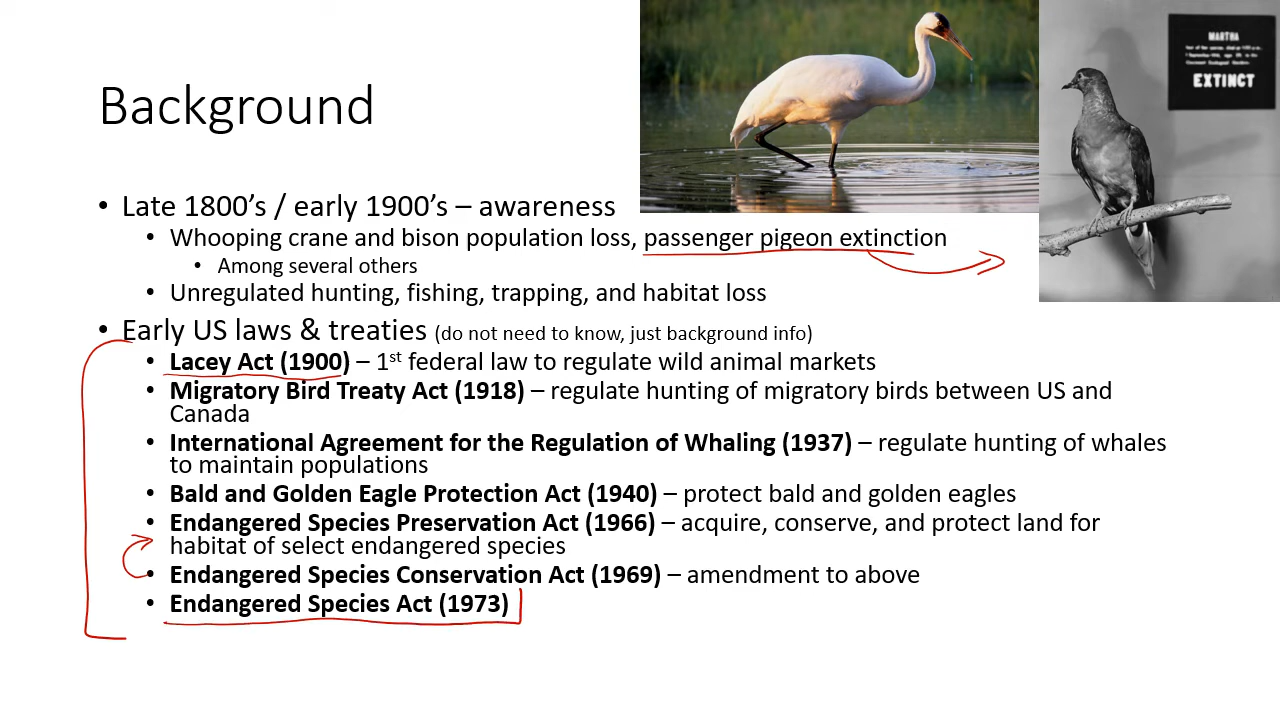 Background
MARTHA
EXTINCT
• Late 1800’s / early 1900’s – awareness
• Whooping crane and bison population loss, passenger pigeon extinction
• Among several others
• Unregulated hunting, fishing, trapping, and habitat loss
• Early US laws & treaties (do not need to know, just background info)
• Lacey Act (1900) – 1st federal law to regulate wild animal markets
• Migratory Bird Treaty Act (1918) – regulate hunting of migratory birds between US and
Canada
• International Agreement for the Regulation of Whaling (1937) – regulate hunting of whales
to maintain populations
• Bald and Golden Eagle Protection Act (1940) – protect bald and golden eagles
• Endangered Species Preservation Act (1966) – acquire, conserve, and protect land for
habitat of select endangered species
• Endangered Species Conservation Act (1969) – amendment to above
• Endangered Species Act (1973)